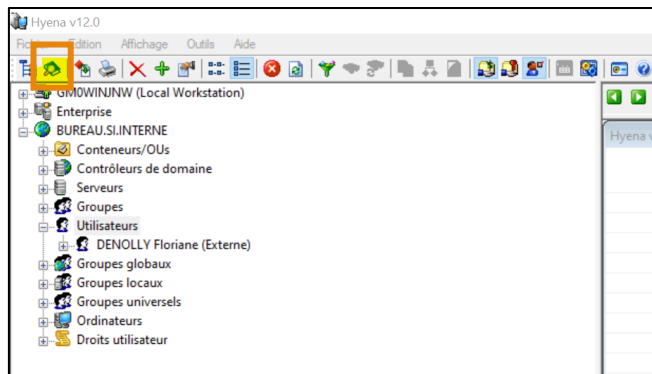 Hyena v12.0
Fichier Edition Affichage Outils Aide
GM0WINJNW (Local Workstation)
Enterprise
BUREAU.SI.INTERNE
Conteneurs/OUs
Contrôleurs de domaine
Serveurs
Groupes
Utilisateurs
DENOLLY Floriane (Externe)
Groupes globaux
Groupes locaux
Groupes universels
Ordinateurs
Droits utilisateur
Hyena